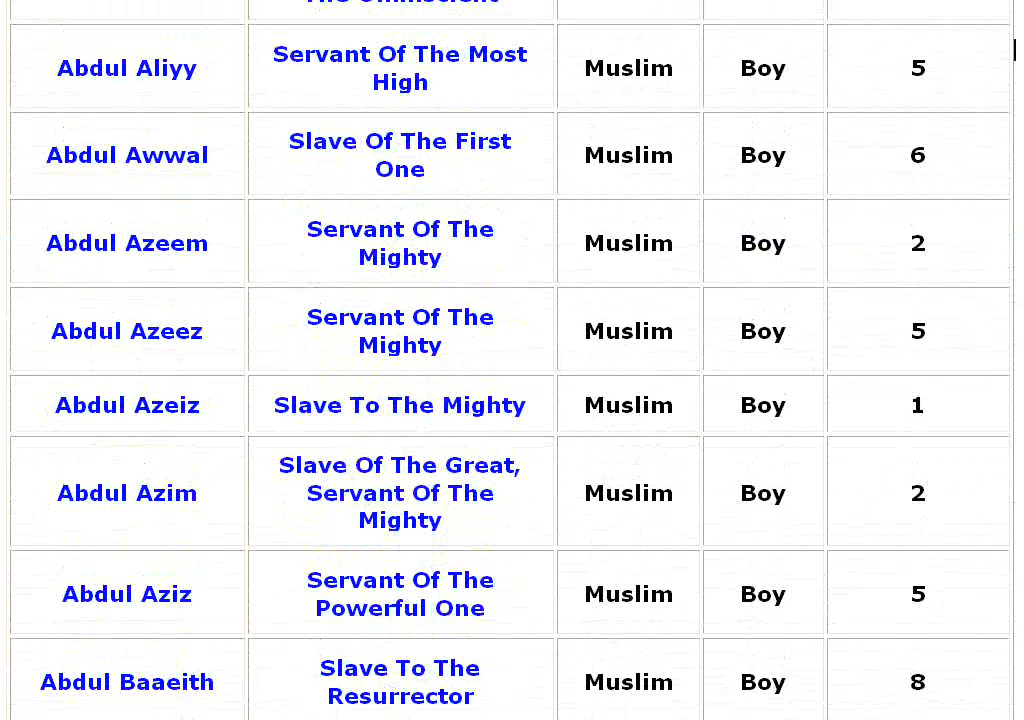 The Omniscient
Abdul Aliyy Servant Of The Most High Muslim Boy 5
Abdul Awwal Slave Of The First One Muslim Boy 6
Abdul Azeem Servant Of The Mighty Muslim Boy 2
Abdul Azeez Servant Of The Mighty Muslim Boy 5
Abdul Azeiz Slave To The Mighty Muslim Boy 1
Abdul Azim Slave Of The Great, Servant Of The Mighty Muslim Boy 2
Abdul Aziz Servant Of The Powerful One Muslim Boy 5
Abdul Baaeith Slave To The Resurrector Muslim Boy 8